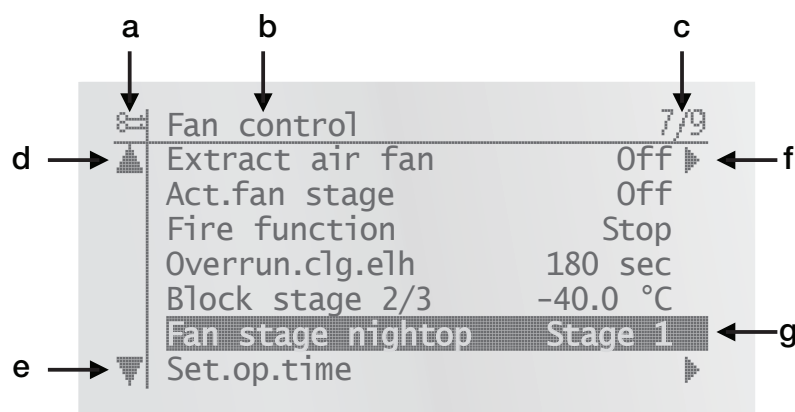 a b c
Fan control 7/9
d Extract air fan Off f
Act.fan stage Off
Fire function Stop
Overrun.clg.elh 180 sec
Block stage 2/3 -40.0 °C
Fan stage nightop Stage 1 g
e Set.op.time